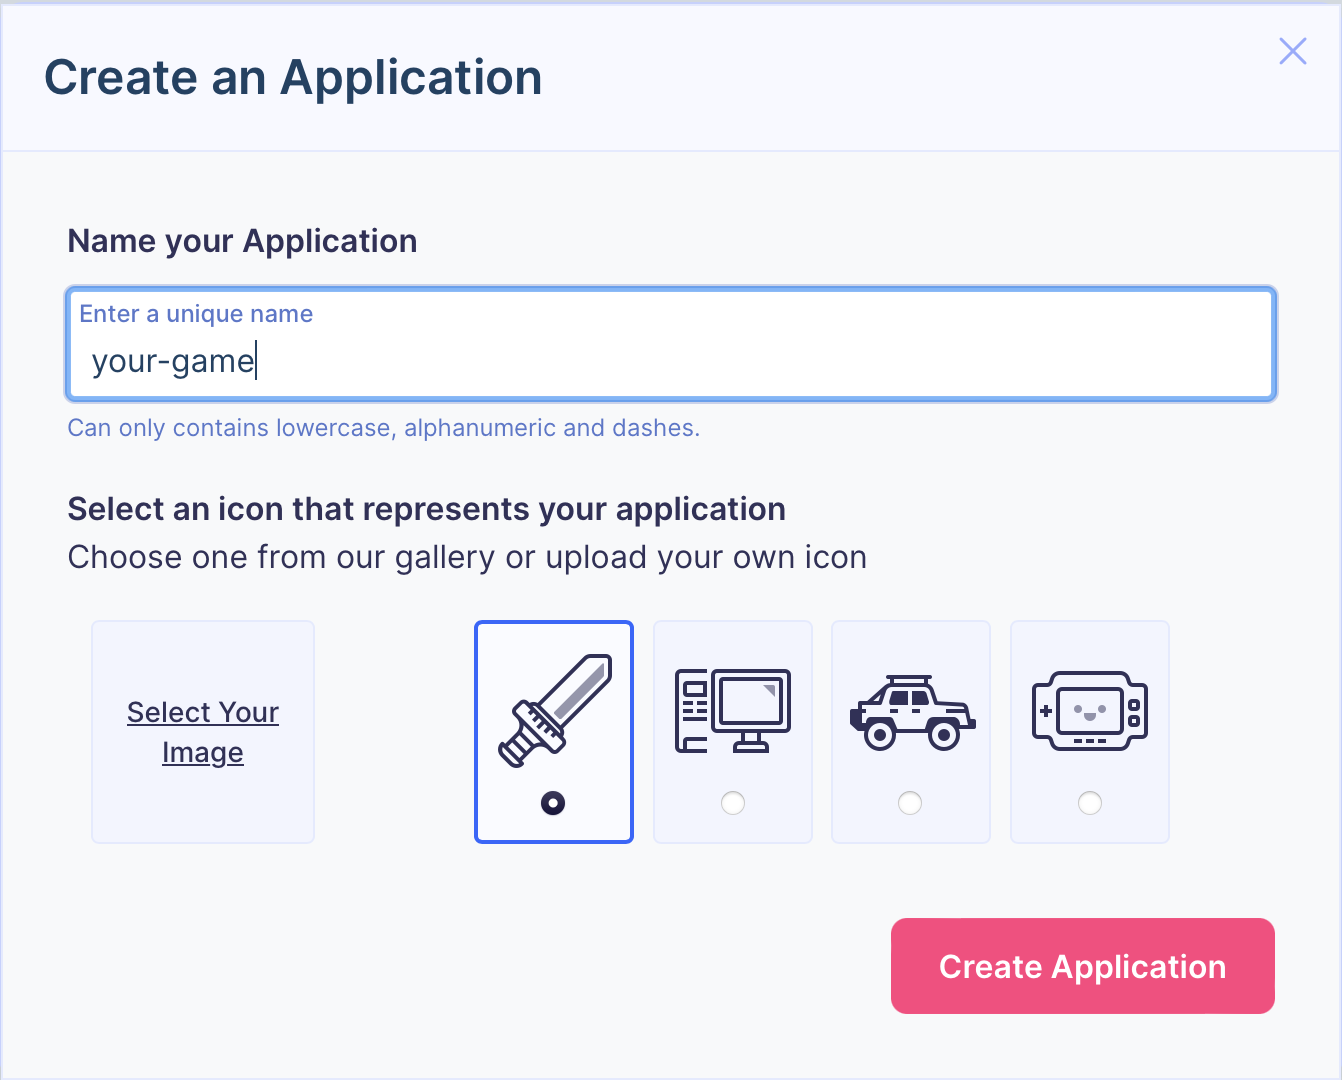 Create an Application
Name your Application
Enter a unique name
your-game
Can only contains lowercase, alphanumeric and dashes.
Select an icon that represents your application
Choose one from our gallery or upload your own icon
Select Your
Image
Create Application